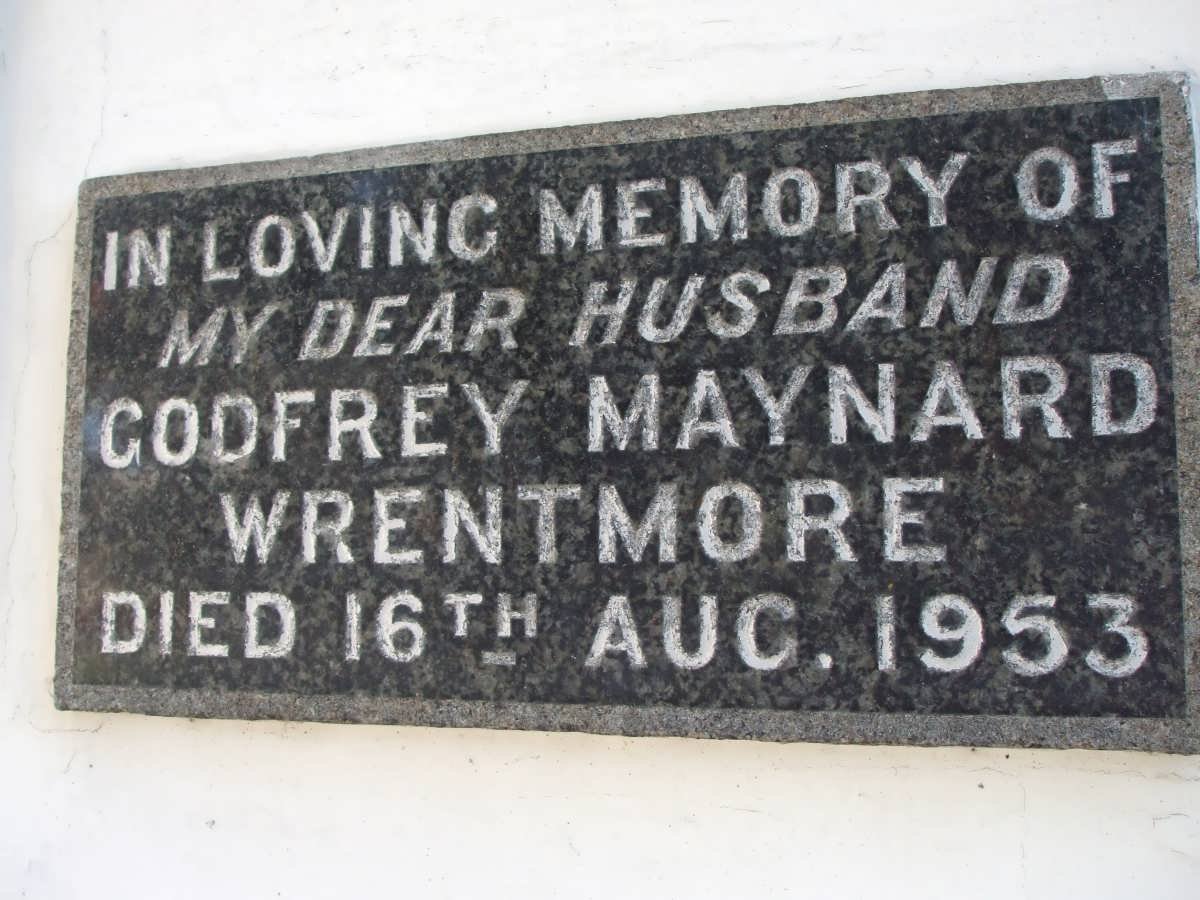 IN LOVING MEMORY OF
MY DEAR HUSBAND
GODFREY MAYNARD
WRENTMORE
DIED 16TH AUG. 1953